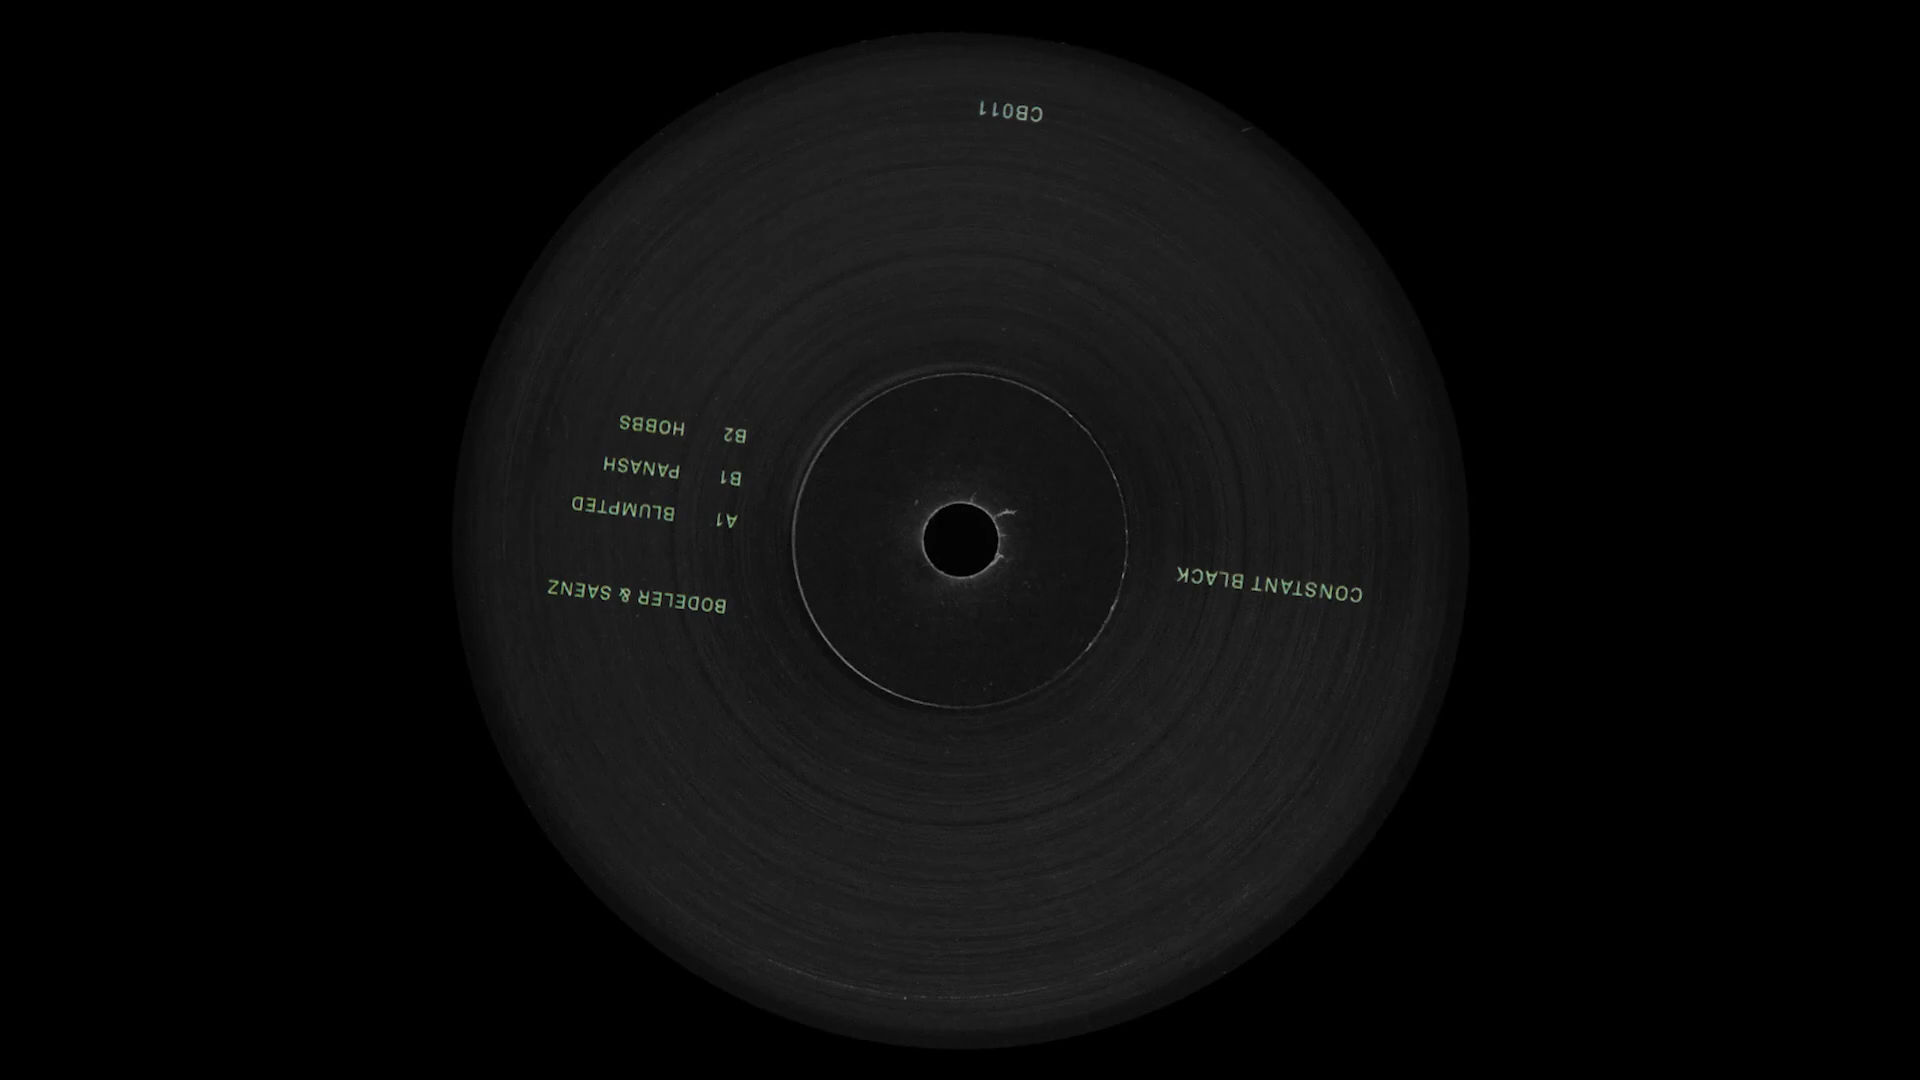 CONSTANT BLACK
BODELER & SAENZ
A1 BLUMPTED
B1 PANASH
B2 HOBBS
CB011